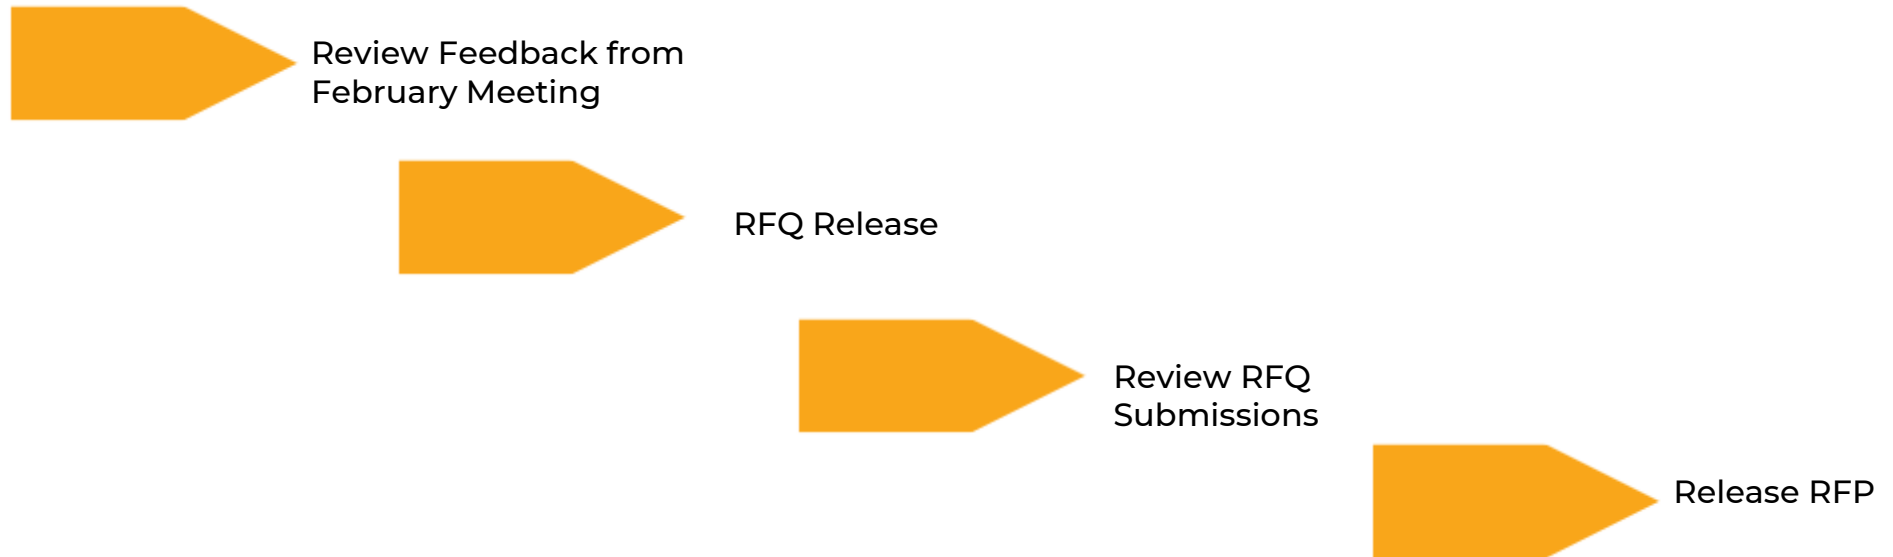 Review Feedback from
February Meeting
RFQ Release
Review RFQ
Submissions
Release RFP